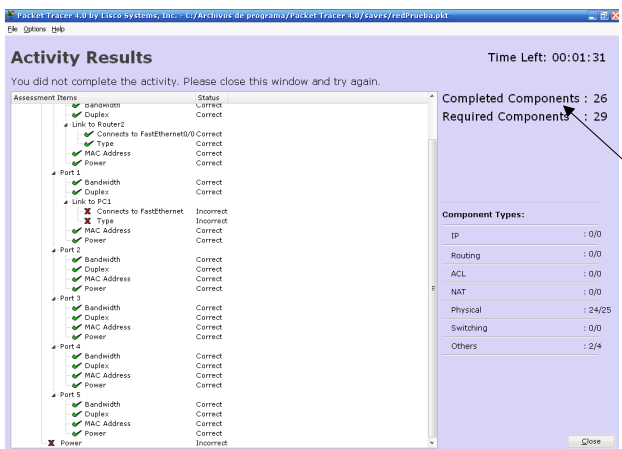 Packet Tracer 4.0 by Cisco Systems, Inc. - C:/Archivos de programa/Packet Tracer 4.0/saves/redPrueba.pkt
File Options Help
Activity Results
Time Left: 00:01:31
You did not complete the activity. Please close this window and try again.
Assessment Items Status
Bandwidth Correct
Duplex Correct
Link to Router2
Connects to FastEthernet0/0 Correct
Type Correct
MAC Address Correct
Power Correct
Port 1
Bandwidth Correct
Duplex Correct
Link to PC1
Connects to FastEthernet Incorrect
Type Incorrect
MAC Address Correct
Power Correct
Port 2
Bandwidth Correct
Duplex Correct
MAC Address Correct
Power Correct
Port 3
Bandwidth Correct
Duplex Correct
MAC Address Correct
Power Correct
Port 4
Bandwidth Correct
Duplex Correct
MAC Address Correct
Power Correct
Port 5
Bandwidth Correct
Duplex Correct
MAC Address Correct
Power Correct
Power Incorrect
Completed Components : 26
Required Components : 29
Component Types:
IP : 0/0
Routing : 0/0
ACL : 0/0
NAT : 0/0
Physical : 24/25
Switching : 0/0
Others : 2/4
Close